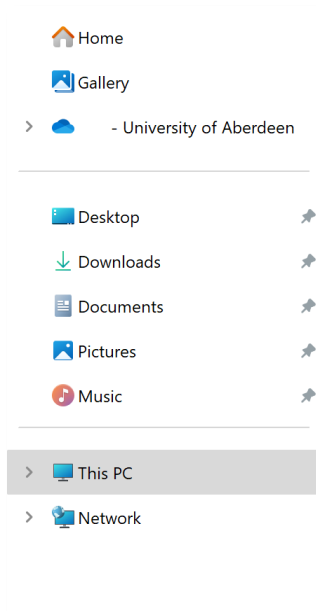 Home
Gallery
- University of Aberdeen
Desktop
Downloads
Documents
Pictures
Music
This PC
Network